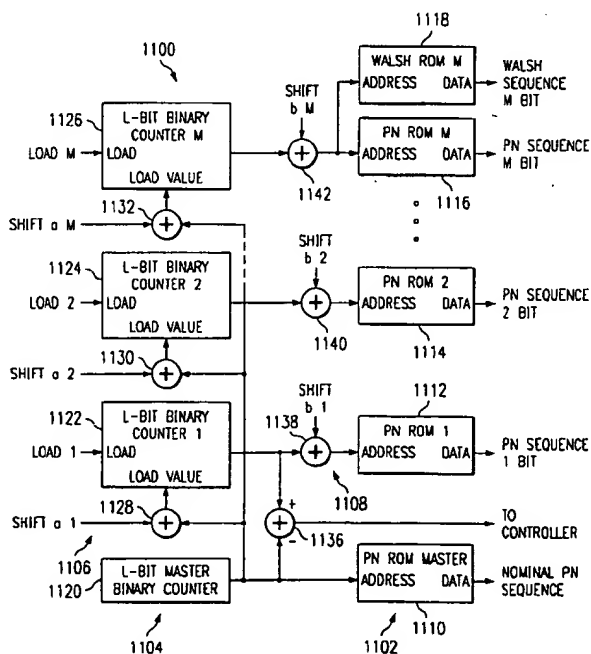 1100
1118
WALSH ROM M
ADDRESS DATA
WALSH
SEQUENCE
M BIT
SHIFT
b M
1126
L-BIT BINARY
COUNTER M
LOAD M
LOAD
LOAD VALUE
1142
PN ROM M
ADDRESS DATA
PN SEQUENCE
M BIT
1116
SHIFT a M
1132
1124
L-BIT BINARY
COUNTER 2
LOAD 2
LOAD
LOAD VALUE
SHIFT
b 2
1140
PN ROM 2
ADDRESS DATA
PN SEQUENCE
2 BIT
1114
SHIFT a 2
1130
1122
L-BIT BINARY
COUNTER 1
LOAD 1
LOAD
LOAD VALUE
SHIFT
b 1
1138
1112
PN ROM 1
ADDRESS DATA
PN SEQUENCE
1 BIT
1108
SHIFT a 1
1128
+
-
1136
TO
CONTROLLER
1106
1120
L-BIT MASTER
BINARY COUNTER
PN ROM MASTER
ADDRESS DATA
NOMINAL PN
SEQUENCE
1104
1102
1110